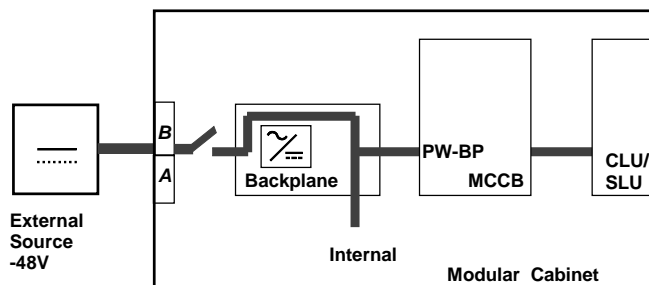 B
A
Backplane
PW-BP
MCCB
CLU/
SLU
External
Source
-48V
Internal
Modular Cabinet